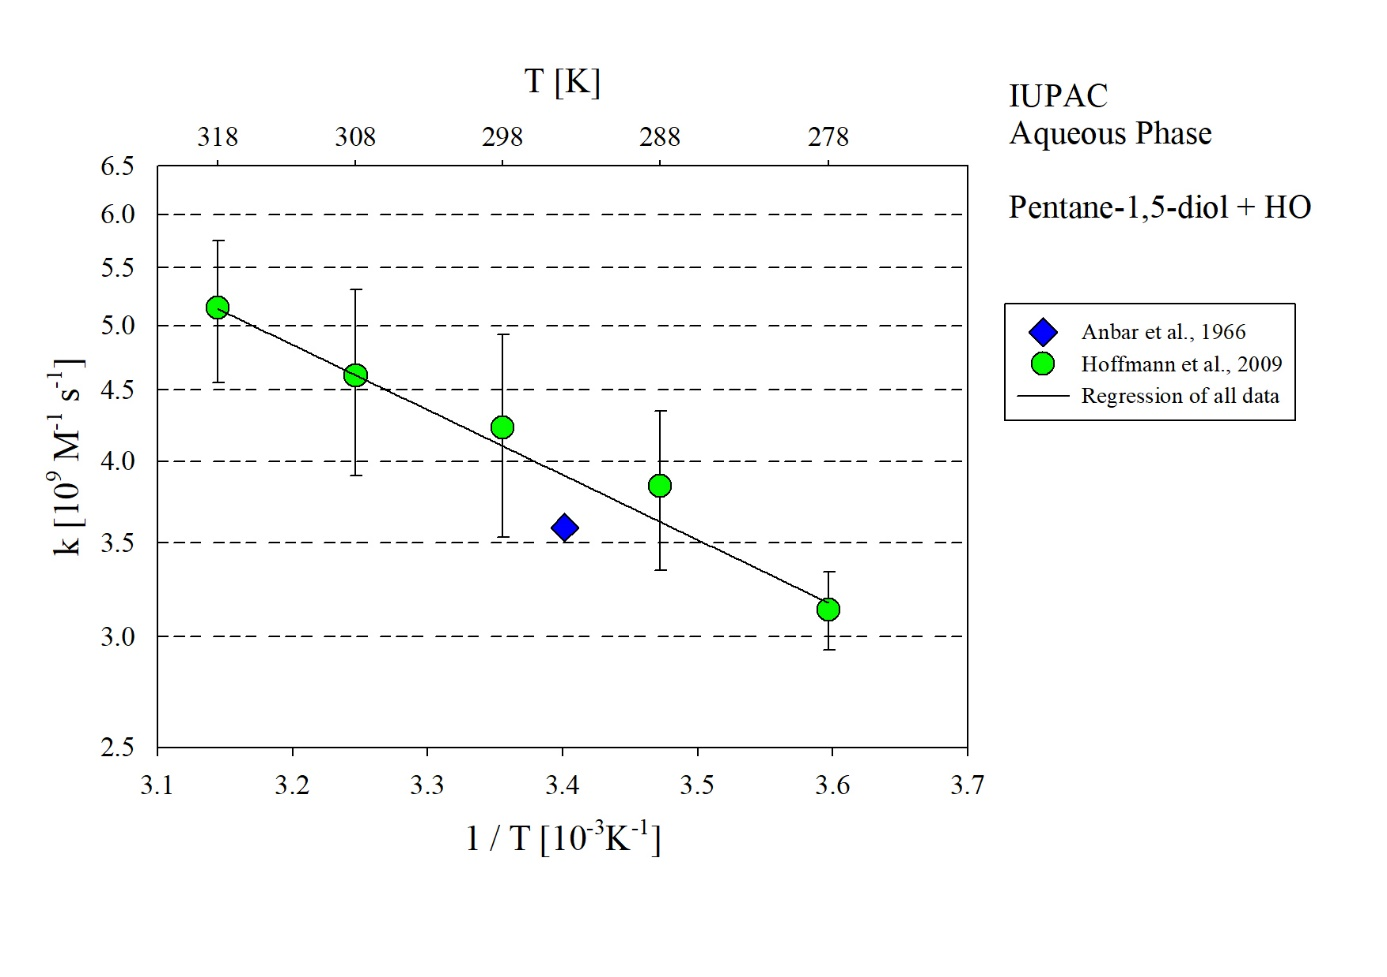 T [K]
318 308 298 288 278
IUPAC
Aqueous Phase
Pentane-1,5-diol + HO
6.5
6.0
5.5
5.0
4.5
4.0
3.5
3.0
2.5
k [10⁹ M⁻¹ s⁻¹]
Anbar et al., 1966
Hoffmann et al., 2009
Regression of all data
3.1 3.2 3.3 3.4 3.5 3.6 3.7
1 / T [10⁻³K⁻¹]